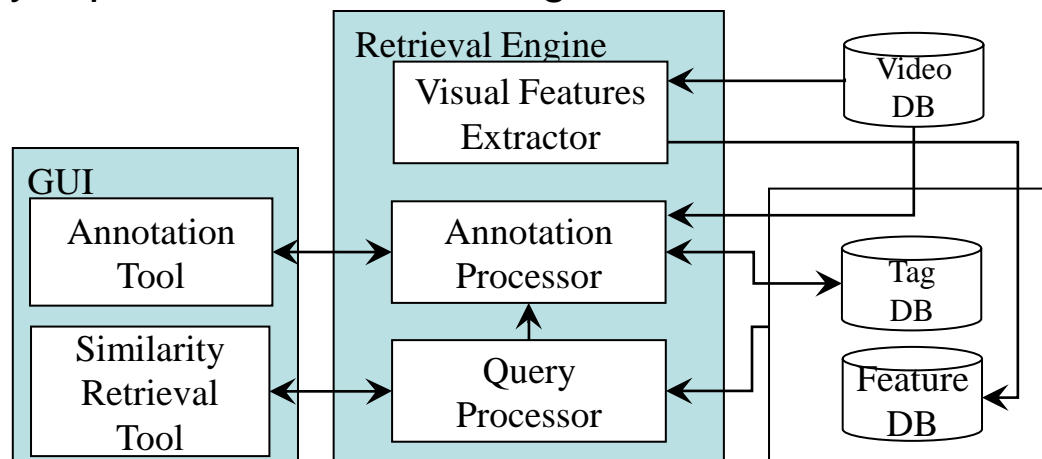 Retrieval Engine
Visual Features
Extractor
Video
DB
GUI
Annotation
Tool
Annotation
Processor
Tag
DB
Similarity
Retrieval
Tool
Query
Processor
Feature
DB